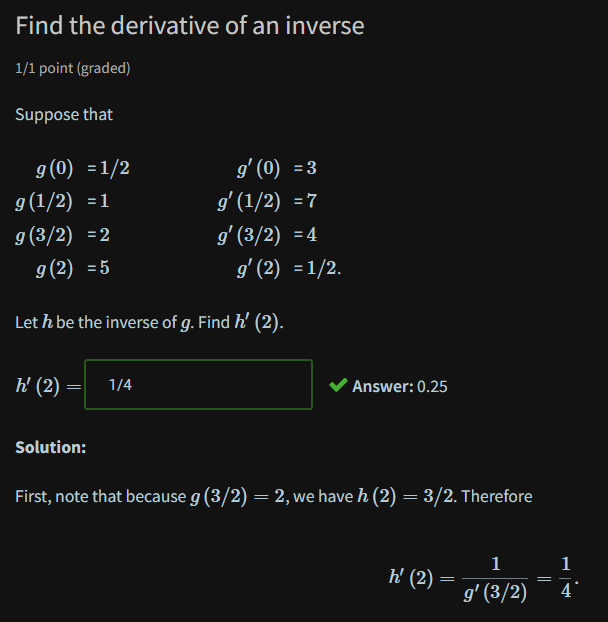 Find the derivative of an inverse
1/1 point (graded)
Suppose that
g (0) = 1/2 g′ (0) = 3
g (1/2) = 1 g′ (1/2) = 7
g (3/2) = 2 g′ (3/2) = 4
g (2) = 5 g′ (2) = 1/2.
Let h be the inverse of g. Find h′ (2).
h′ (2) = 1/4 ✔ Answer: 0.25
Solution:
First, note that because g (3/2) = 2, we have h (2) = 3/2. Therefore
h′ (2) = 1 / g′ (3/2) = 1/4.